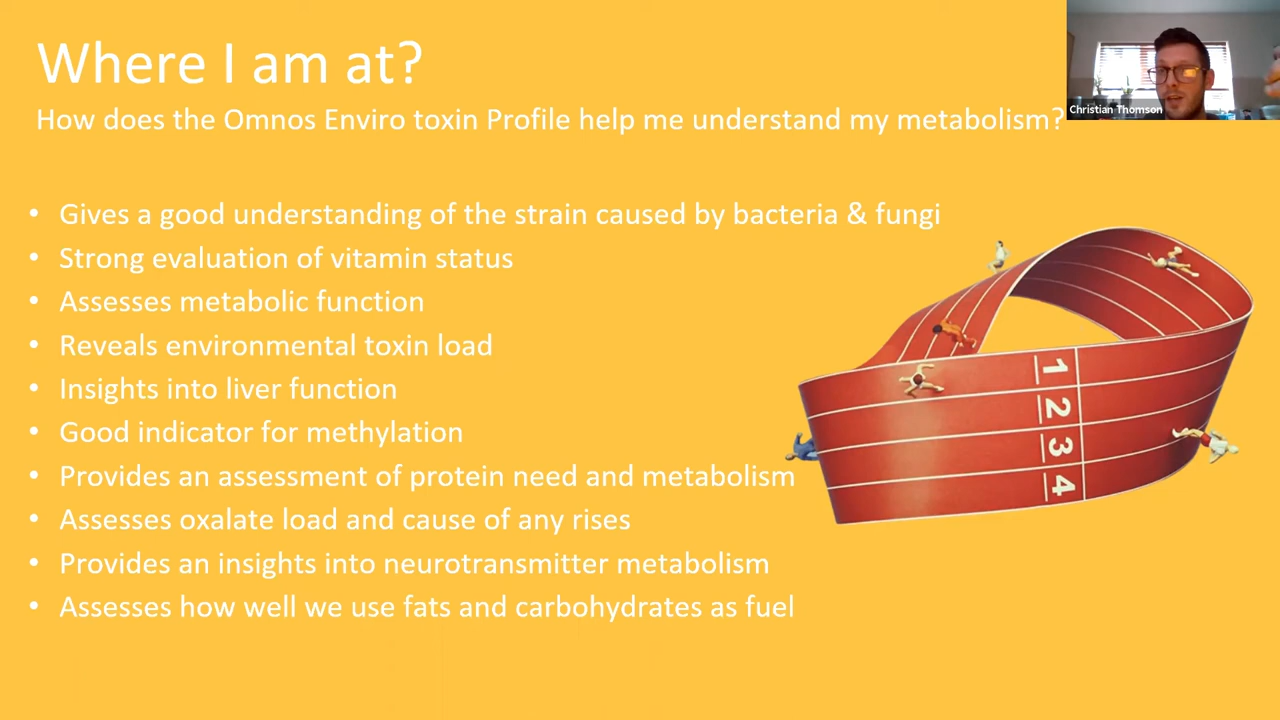 Where I am at?
Christian Thomson
How does the Omnos Enviro toxin Profile help me understand my metabolism?
• Gives a good understanding of the strain caused by bacteria & fungi
• Strong evaluation of vitamin status
• Assesses metabolic function
• Reveals environmental toxin load
• Insights into liver function
• Good indicator for methylation
• Provides an assessment of protein need and metabolism
• Assesses oxalate load and cause of any rises
• Provides an insights into neurotransmitter metabolism
• Assesses how well we use fats and carbohydrates as fuel
1
2
3
4